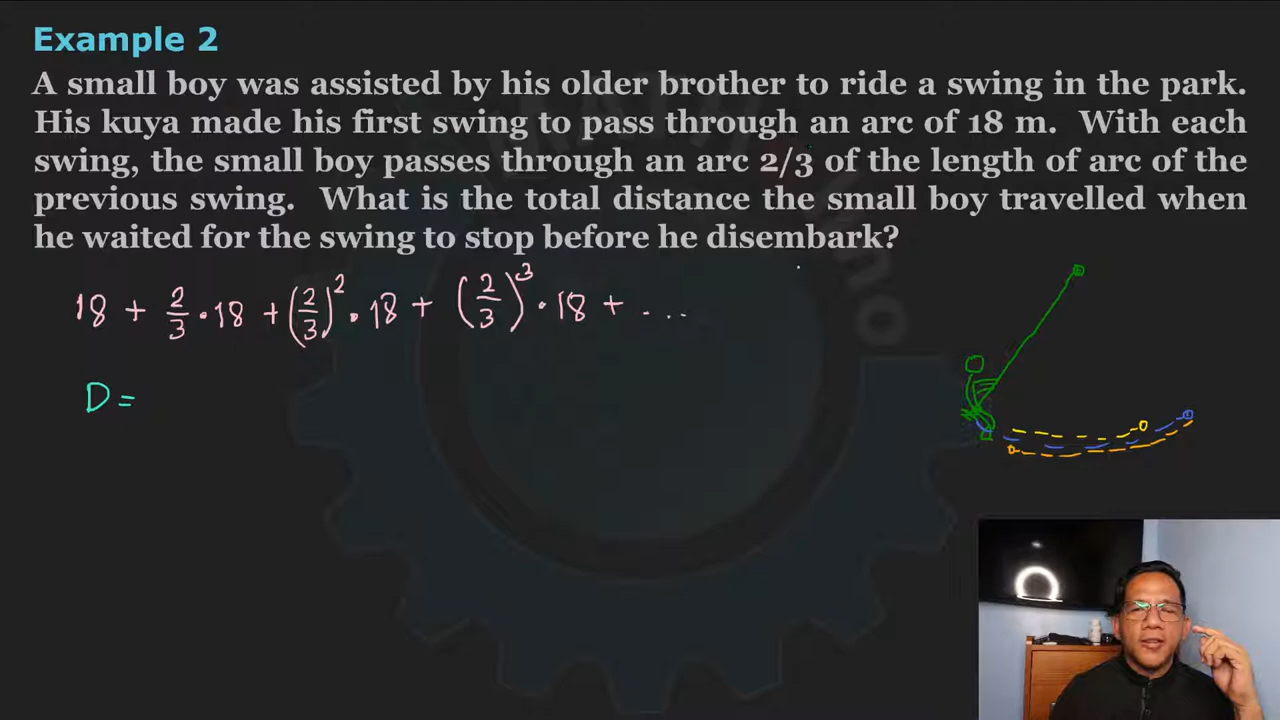 Example 2
A small boy was assisted by his older brother to ride a swing in the park.
His kuya made his first swing to pass through an arc of 18 m. With each
swing, the small boy passes through an arc 2/3 of the length of arc of the
previous swing. What is the total distance the small boy travelled when
he waited for the swing to stop before he disembark?
18 + 2/3 · 18 + (2/3)^2 · 18 + (2/3)^3 · 18 + ...
D =